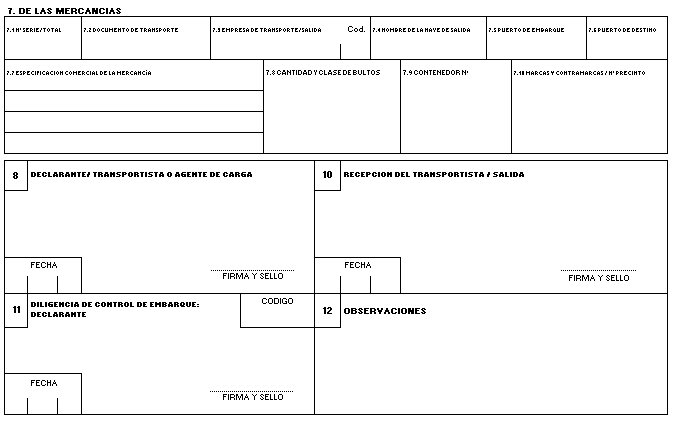 7. DE LAS MERCANCIAS
7.1 Nº SERIE / TOTAL
7.2 DOCUMENTO DE TRANSPORTE
7.3 EMPRESA DE TRANSPORTE/SALIDA Cod.
7.4 NOMBRE DE LA NAVE DE SALIDA
7.5 PUERTO DE EMBARQUE
7.6 PUERTO DE DESTINO
7.7 ESPECIFICACION COMERCIAL DE LA MERCANCÍA
7.8 CANTIDAD Y CLASE DE BULTOS
7.9 CONTENEDOR Nº
7.10 MARCAS Y CONTRAMARCAS / Nº PRECINTO
8 DECLARANTE/ TRANSPORTISTA O AGENTE DE CARGA
FECHA
FIRMA Y SELLO
10 RECEPCION DEL TRANSPORTISTA / SALIDA
FECHA
FIRMA Y SELLO
11 DILIGENCIA DE CONTROL DE EMBARQUE:
DECLARANTE
CODIGO
FECHA
FIRMA Y SELLO
12 OBSERVACIONES